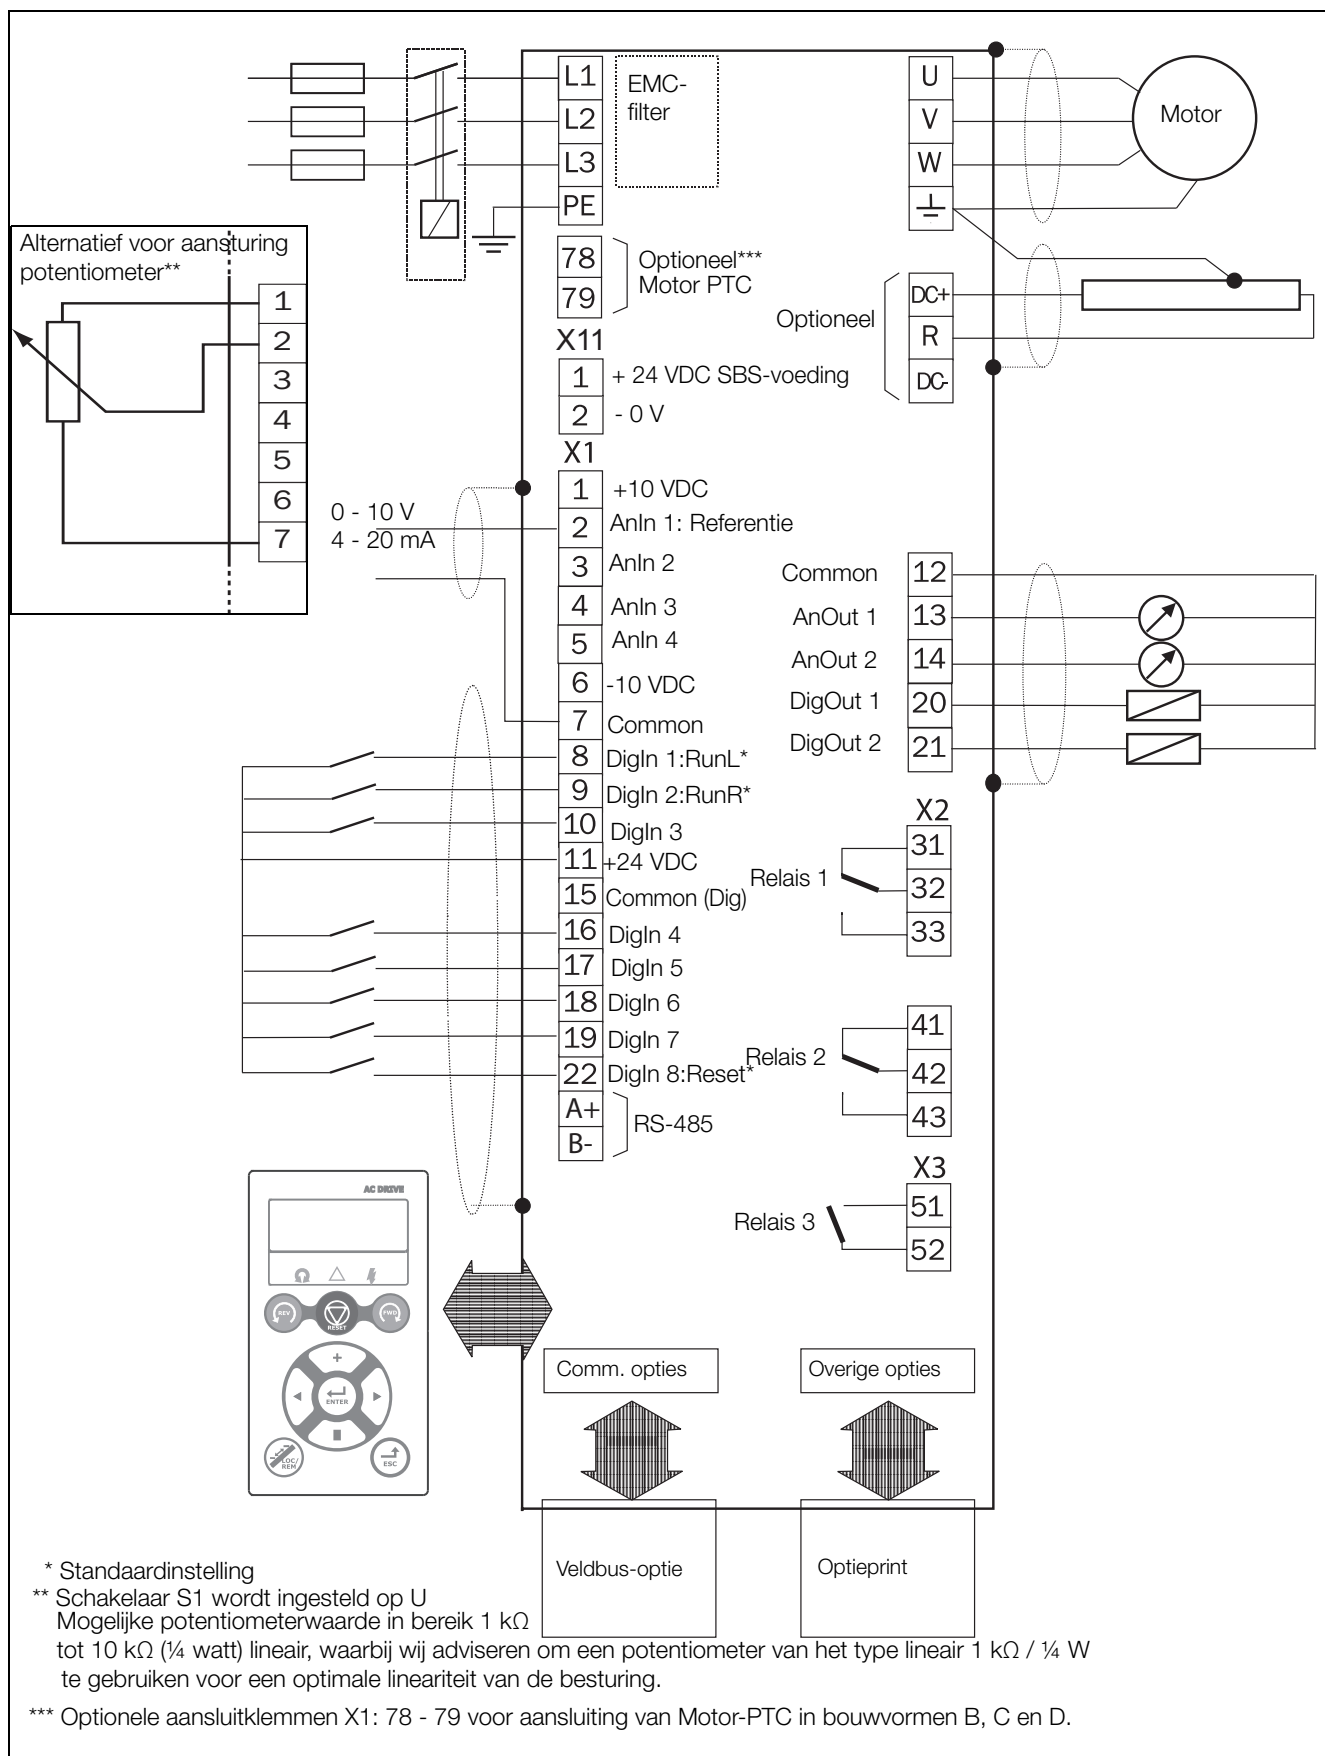 L1
L2
L3
PE
EMC-
filter
U
V
W
Motor
Alternatief voor aansturing
potentiometer**
1
2
3
4
5
6
7
78
79
Optioneel***
Motor PTC
Optioneel
DC+
R
DC-
X11
1 + 24 VDC SBS-voeding
2 - 0 V
X1
0 - 10 V
4 - 20 mA
1 +10 VDC
2 AnIn 1: Referentie
3 AnIn 2
4 AnIn 3
5 AnIn 4
6 -10 VDC
7 Common
8 DigIn 1:RunL*
9 DigIn 2:RunR*
10 DigIn 3
11 +24 VDC
15 Common (Dig)
16 DigIn 4
17 DigIn 5
18 DigIn 6
19 DigIn 7
22 DigIn 8:Reset*
A+
B-
RS-485
Common 12
AnOut 1 13
AnOut 2 14
DigOut 1 20
DigOut 2 21
X2
Relais 1
31
32
33
Relais 2
41
42
43
X3
Relais 3
51
52
AC DRIVE
REV
RESET
FWD
+
ENTER
LOC/
REM
ESC
Comm. opties
Overige opties
Veldbus-optie
Optieprint
* Standaardinstelling
** Schakelaar S1 wordt ingesteld op U
Mogelijke potentiometerwaarde in bereik 1 kΩ
tot 10 kΩ (¼ watt) lineair, waarbij wij adviseren om een potentiometer van het type lineair 1 kΩ / ¼ W
te gebruiken voor een optimale lineariteit van de besturing.
*** Optionele aansluitklemmen X1: 78 - 79 voor aansluiting van Motor-PTC in bouwvormen B, C en D.